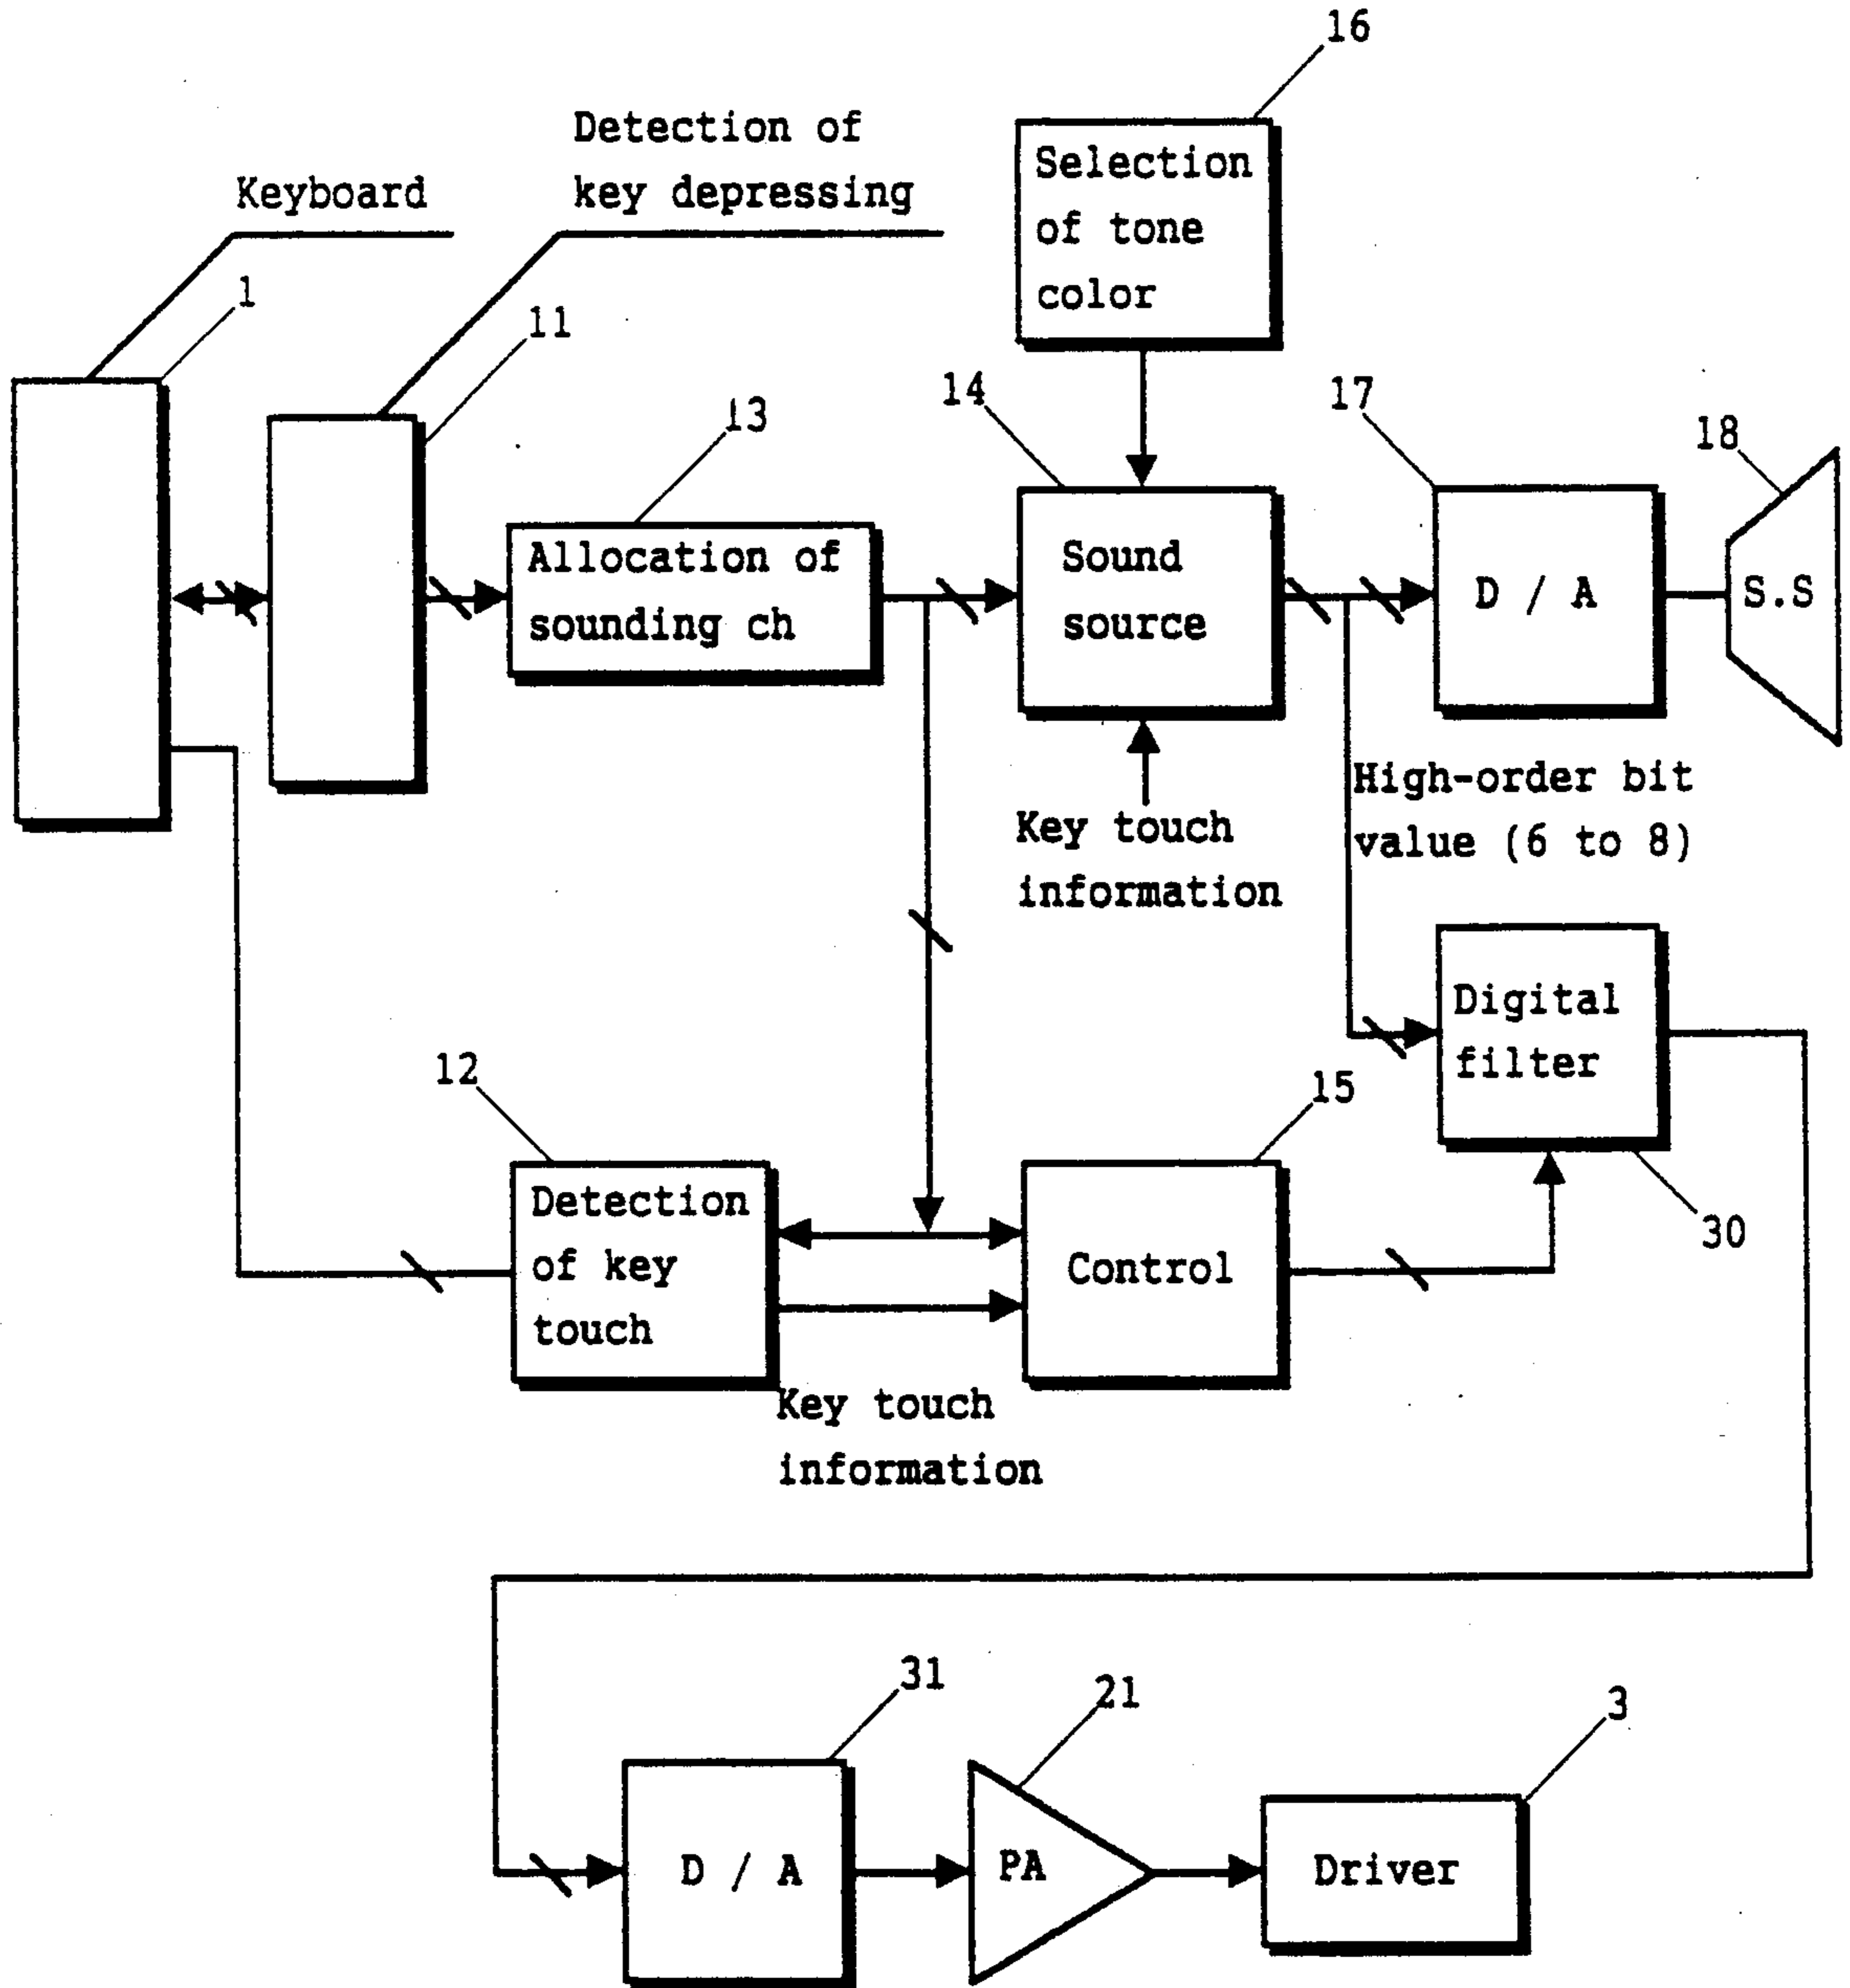 16
Detection of
key depressing
Keyboard
Selection
of tone
color
1
11
13
14
17
18
Allocation of
sounding ch
Sound
source
D / A
S.S
Key touch
information
High-order bit
value (6 to 8)
Digital
filter
12
15
30
Detection
of key
touch
Control
Key touch
information
31
21
3
D / A
PA
Driver